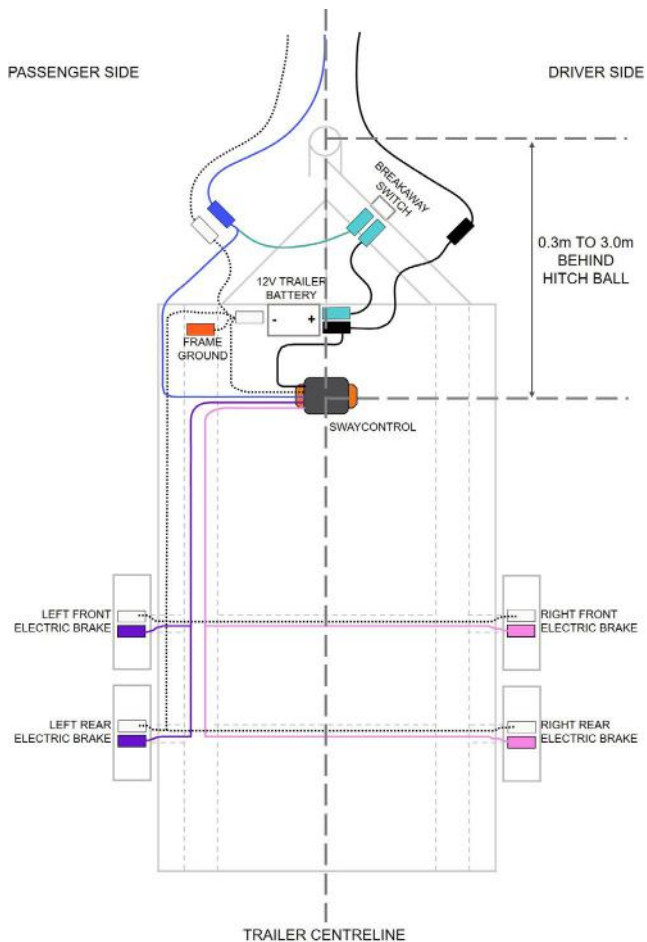 PASSENGER SIDE
DRIVER SIDE
BREAKAWAY
SWITCH
0.3m TO 3.0m
BEHIND
HITCH BALL
12V TRAILER
BATTERY
- +
FRAME
GROUND
SWAYCONTROL
LEFT FRONT
ELECTRIC BRAKE
RIGHT FRONT
ELECTRIC BRAKE
LEFT REAR
ELECTRIC BRAKE
RIGHT REAR
ELECTRIC BRAKE
TRAILER CENTRELINE